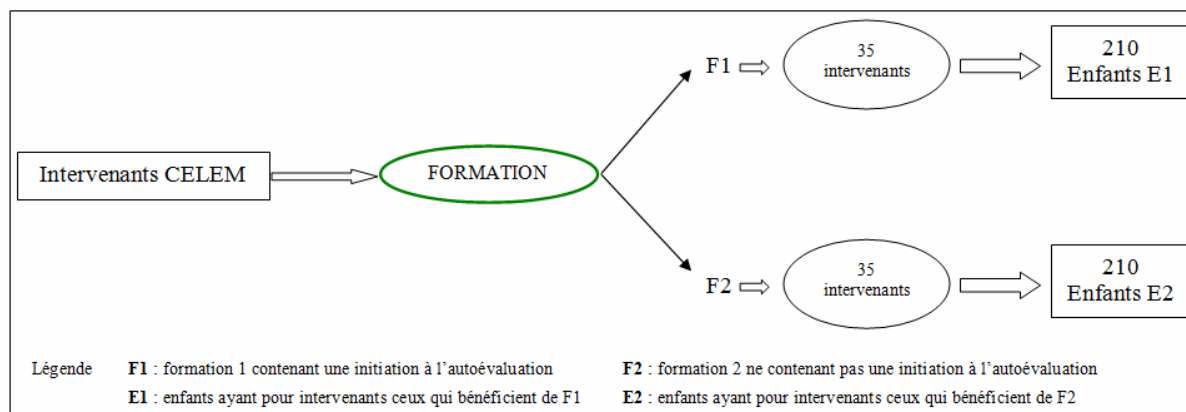 F1
35
intervenants
210
Enfants E1
Intervenants CELEM
FORMATION
F2
35
intervenants
210
Enfants E2
Légende
F1 : formation 1 contenant une initiation à l'autoévaluation
F2 : formation 2 ne contenant pas une initiation à l'autoévaluation
E1 : enfants ayant pour intervenants ceux qui bénéficient de F1
E2 : enfants ayant pour intervenants ceux qui bénéficient de F2